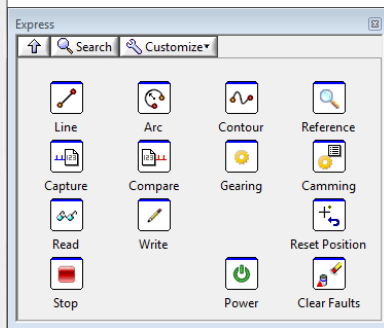 Express
Search Customize
Line Arc Contour Reference
Capture Compare Gearing Camming
Read Write Reset Position
Stop Power Clear Faults